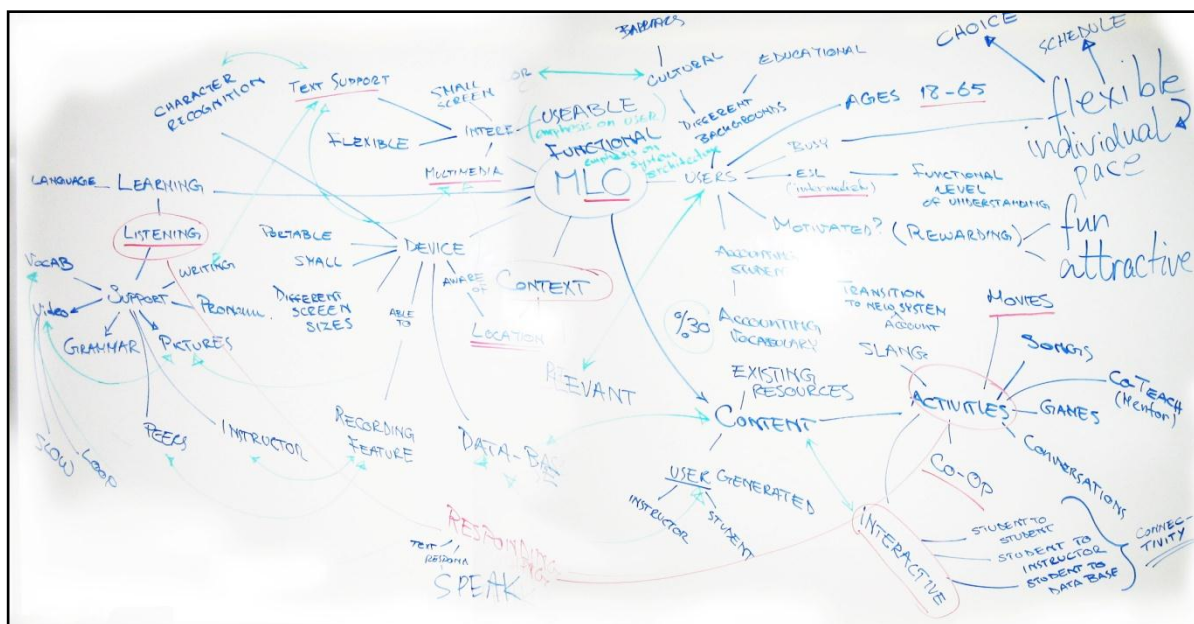 BARRIERS
CULTURAL
EDUCATIONAL
DIFFERENT
BACKGROUNDS
CHOICE
SCHEDULE
flexible
individual
pace
fun
attractive
CHARACTER
RECOGNITION
TEXT SUPPORT
SMALL
SCREEN
OR
FLEXIBLE
INTERF
USEABLE
(emphasis on user)
FUNCTIONAL
emphasis on
system
architecture
MULTIMEDIA
MLO
USERS
AGES 18-65
BUSY
ESL
(intermediate)
FUNCTIONAL
LEVEL
OF UNDERSTANDING
MOTIVATED? (REWARDING)
LANGUAGE
LEARNING
LISTENING
VOCAB
WRITING
Video
SUPPORT
PRONOUN.
GRAMMAR
PICTURES
SLOW
LOOP
PEERS
INSTRUCTOR
PORTABLE
SMALL
DIFFERENT
SCREEN
SIZES
DEVICE
ABLE
TO
AWARE
OF
CONTEXT
LOCATION
RECORDING
FEATURE
DATA-BASE
RELEVANT
ACCOUNTING
STUDENT
%30
ACCOUNTING
VOCABULARY
TRANSITION
TO NEW SYSTEM
ACCOUNT
EXISTING
RESOURCES
CONTENT
USER GENERATED
INSTRUCTOR
STUDENT
SLANG
MOVIES
SONGS
ACTIVITIES
GAMES
Co-TEACH
(Mentor)
CONVERSATIONS
CO-OP
INTERACTIVE
STUDENT TO
STUDENT
STUDENT TO
INSTRUCTOR
STUDENT TO
DATA BASE
CONNEC-
TIVITY
RESPONDING
TEXT
SPEAK